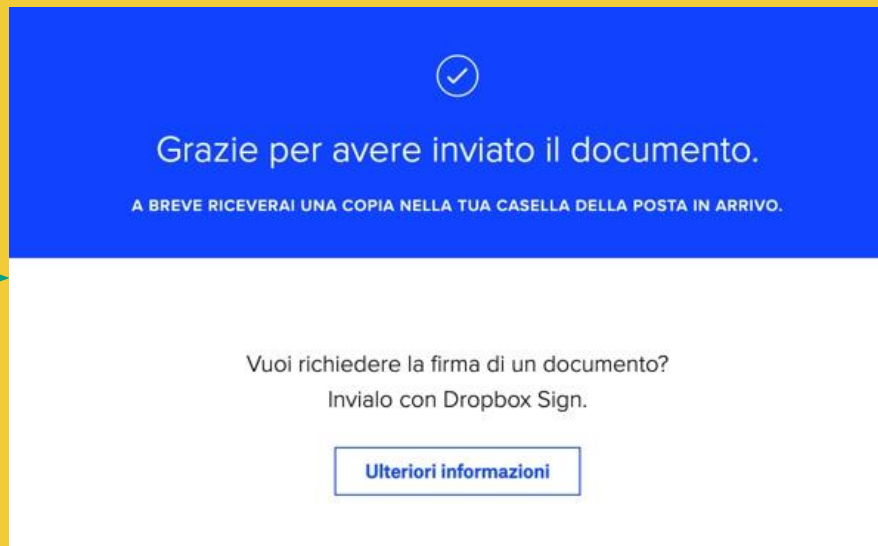 Grazie per avere inviato il documento.
A BREVE RICEVERAI UNA COPIA NELLA TUA CASELLA DELLA POSTA IN ARRIVO.
Vuoi richiedere la firma di un documento?
Invialo con Dropbox Sign.
Ulteriori informazioni